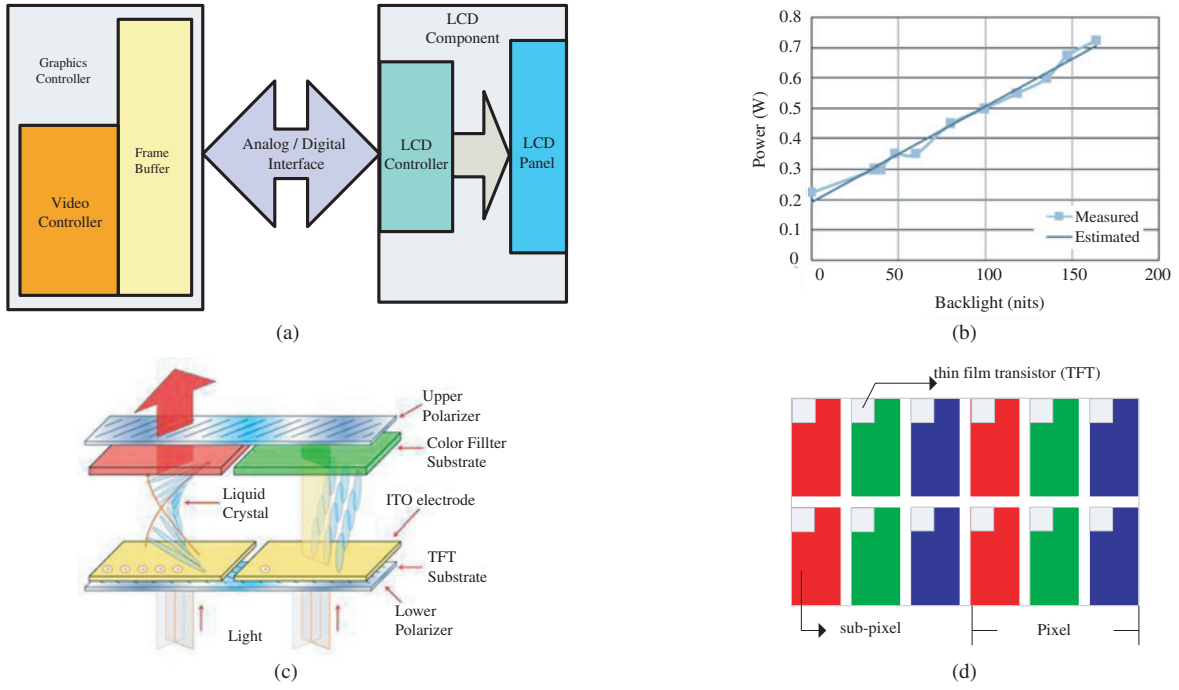 Graphics
Controller
Video
Controller
Frame
Buffer
Analog / Digital
Interface
LCD
Component
LCD
Controller
LCD
Panel
(a)
Power (W)
0.8
0.7
0.6
0.5
0.4
0.3
0.2
0.1
0
0
50
100
150
200
Measured
Estimated
Backlight (nits)
(b)
Upper
Polarizer
Color Fillter
Substrate
Liquid
Crystal
ITO electrode
TFT
Substrate
Lower
Polarizer
Light
(c)
thin film transistor (TFT)
sub-pixel
Pixel
(d)